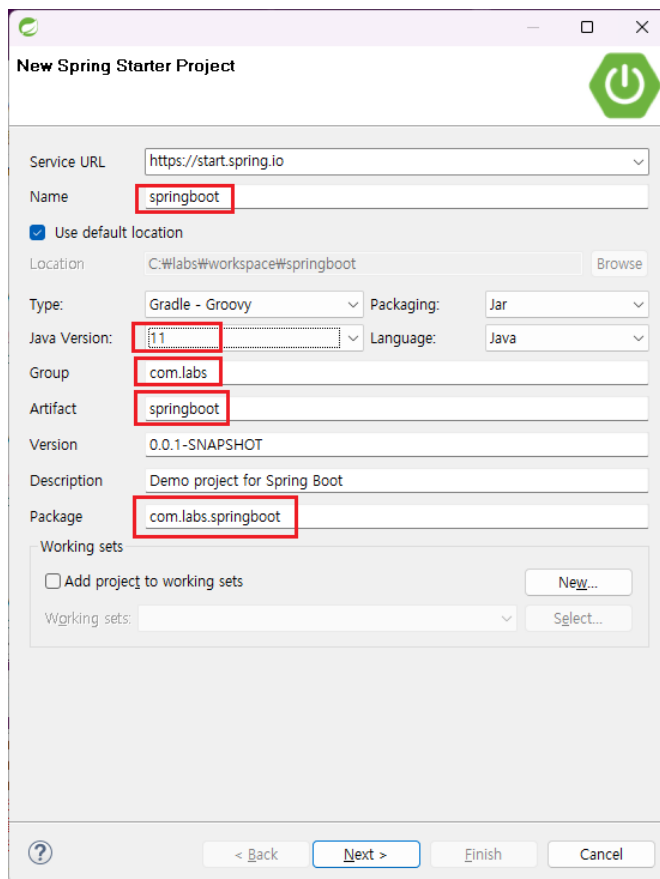 New Spring Starter Project
Service URL https://start.spring.io
Name springboot
Use default location
Location C:₩labs₩workspace₩springboot Browse
Type: Gradle - Groovy Packaging: Jar
Java Version: 11 Language: Java
Group com.labs
Artifact springboot
Version 0.0.1-SNAPSHOT
Description Demo project for Spring Boot
Package com.labs.springboot
Working sets
Add project to working sets New...
Working sets: Select...
? < Back Next > Finish Cancel